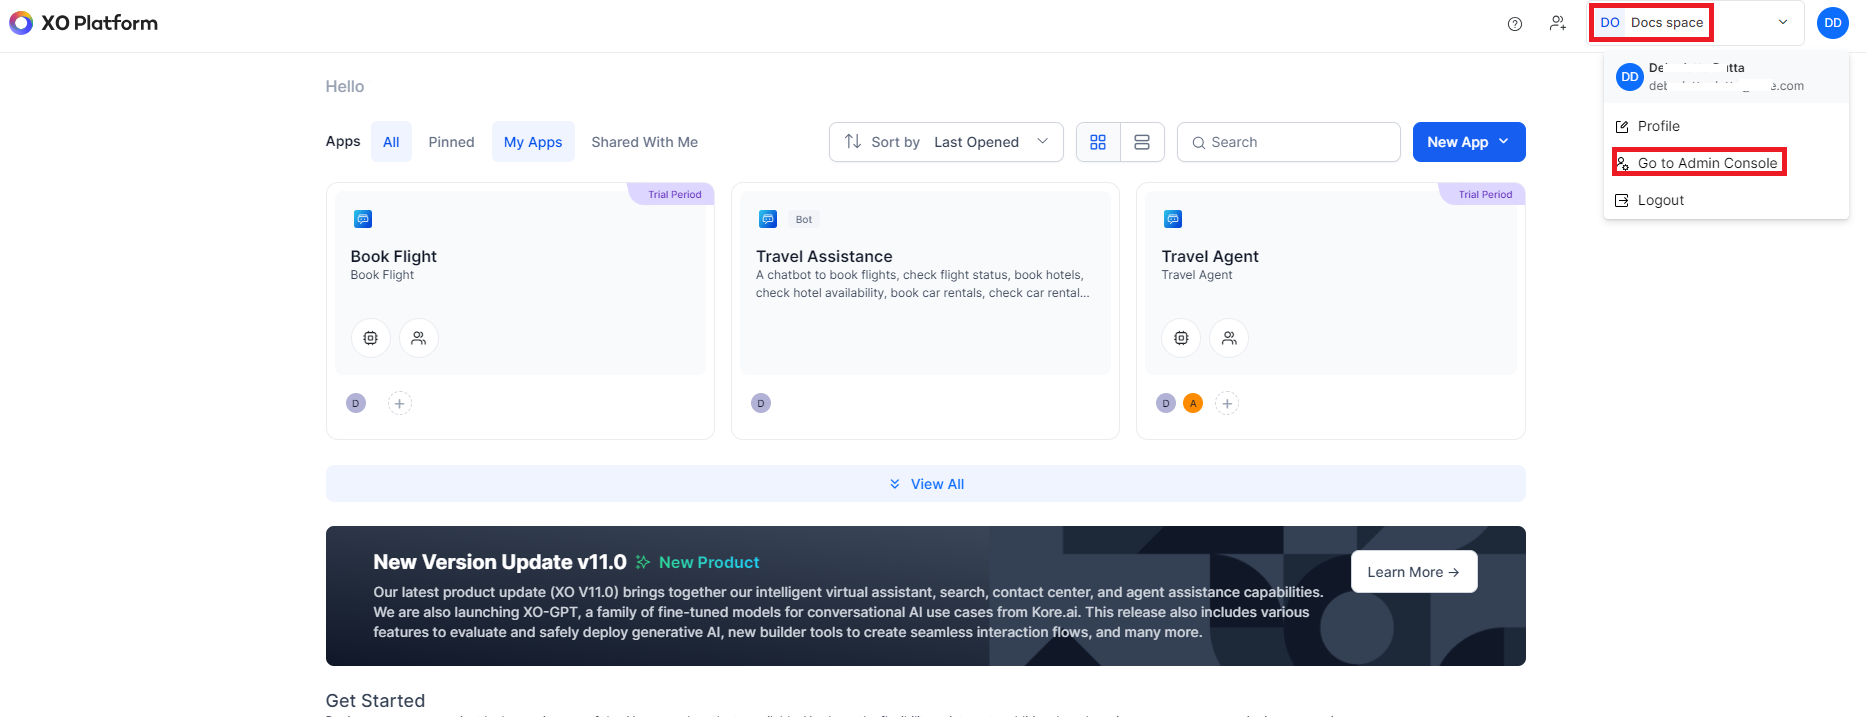 XO Platform
DO Docs space
DD
DD
Profile
Go to Admin Console
Logout
Hello
Apps All Pinned My Apps Shared With Me
Sort by Last Opened
Search
New App
Trial Period
Book Flight
Book Flight
D
Bot
Travel Assistance
A chatbot to book flights, check flight status, book hotels,
check hotel availability, book car rentals, check car rental...
D
Trial Period
Travel Agent
Travel Agent
D A
View All
New Version Update v11.0 New Product
Our latest product update (XO V11.0) brings together our intelligent virtual assistant, search, contact center, and agent assistance capabilities.
We are also launching XO-GPT, a family of fine-tuned models for conversational AI use cases from Kore.ai. This release also includes various
features to evaluate and safely deploy generative AI, new builder tools to create seamless interaction flows, and many more.
Learn More →
Get Started